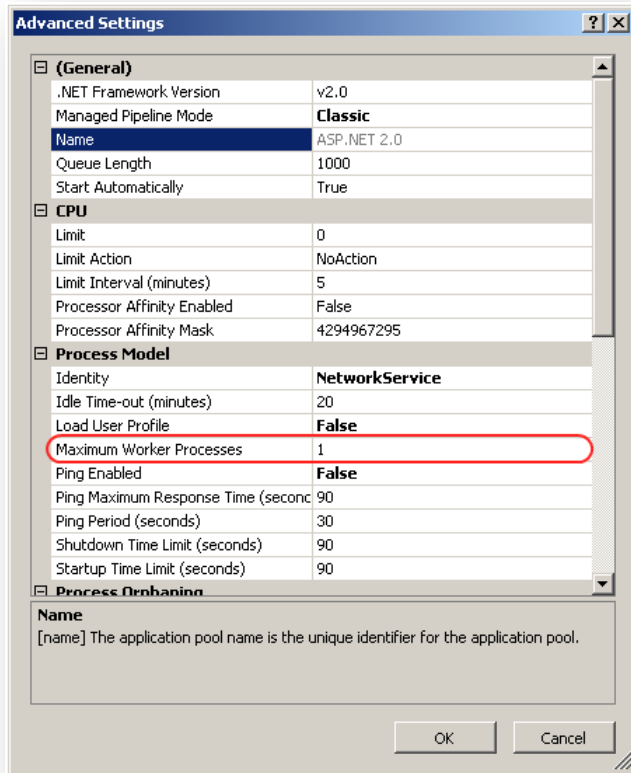 Advanced Settings
(General)
.NET Framework Version v2.0
Managed Pipeline Mode Classic
Name ASP.NET 2.0
Queue Length 1000
Start Automatically True
CPU
Limit 0
Limit Action NoAction
Limit Interval (minutes) 5
Processor Affinity Enabled False
Processor Affinity Mask 4294967295
Process Model
Identity NetworkService
Idle Time-out (minutes) 20
Load User Profile False
Maximum Worker Processes 1
Ping Enabled False
Ping Maximum Response Time (seconc 90
Ping Period (seconds) 30
Shutdown Time Limit (seconds) 90
Startup Time Limit (seconds) 90
Process Orphaning
Name
[name] The application pool name is the unique identifier for the application pool.
OK Cancel